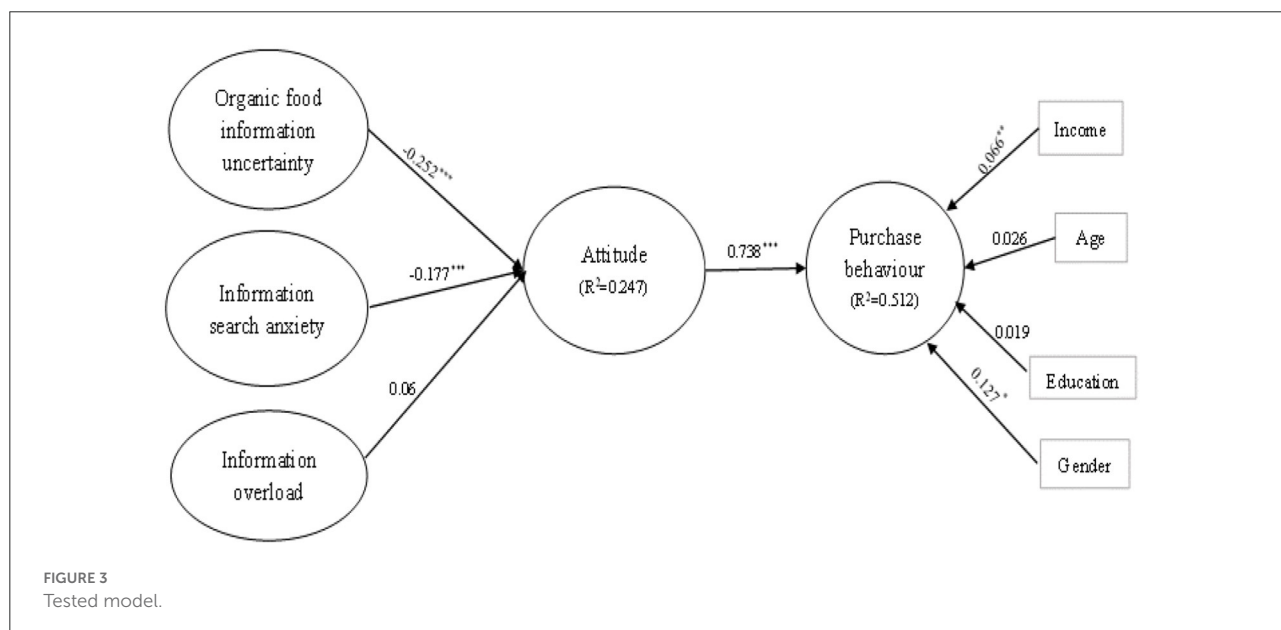 Organic food
information
uncertainty
-0.252***
Information
search anxiety
-0.177***
Information
overload
0.06
Attitude
(R²=0.247)
0.738***
Purchase
behaviour
(R²=0.512)
0.066**
Income
0.026
Age
0.019
Education
0.127*
Gender
FIGURE 3
Tested model.